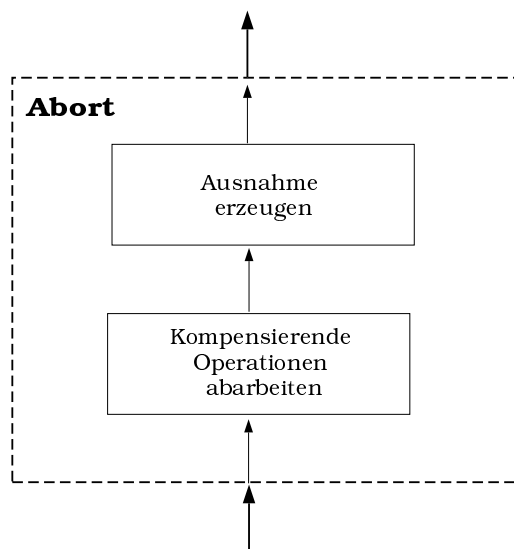 Abort
Ausnahme
erzeugen
Kompensierende
Operationen
abarbeiten